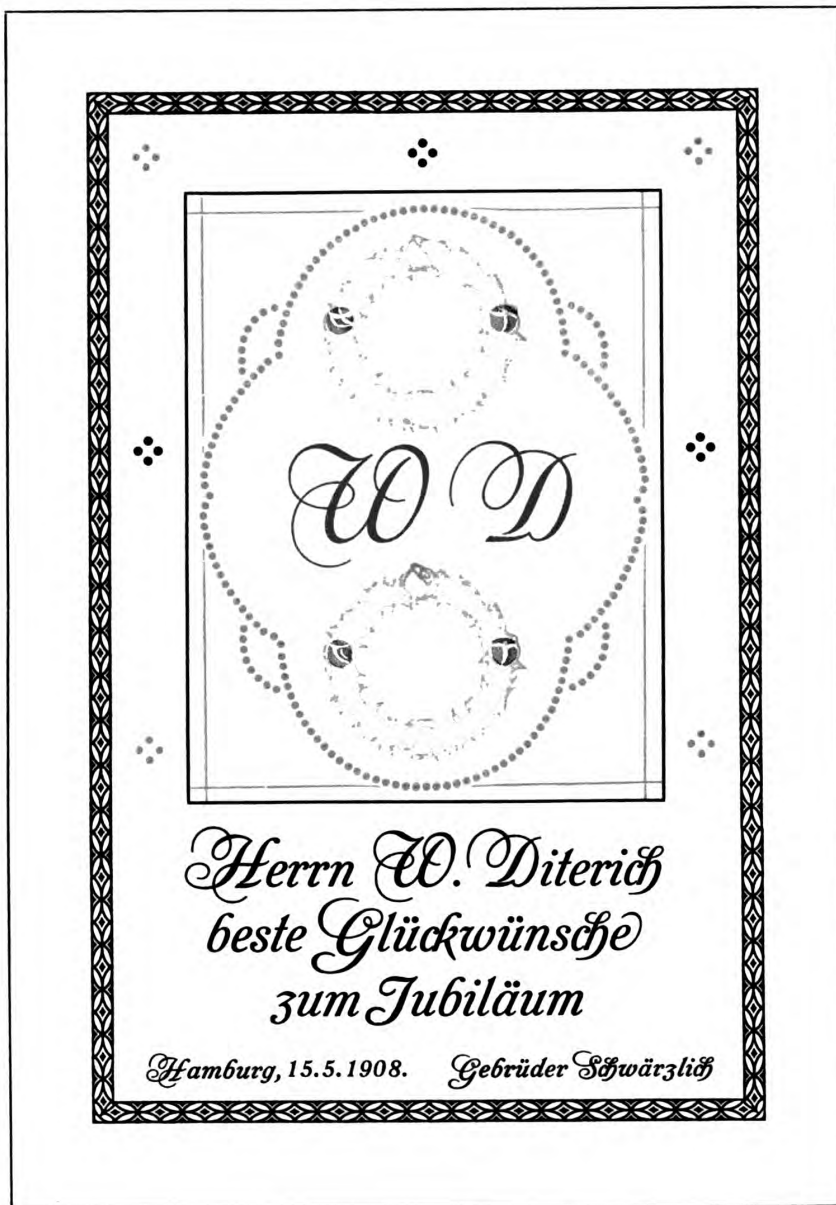 W D
Herrn W. Diterich
beste Glückwünsche
zum Jubiläum
Hamburg, 15.5.1908. Gebrüder Schwärzlich